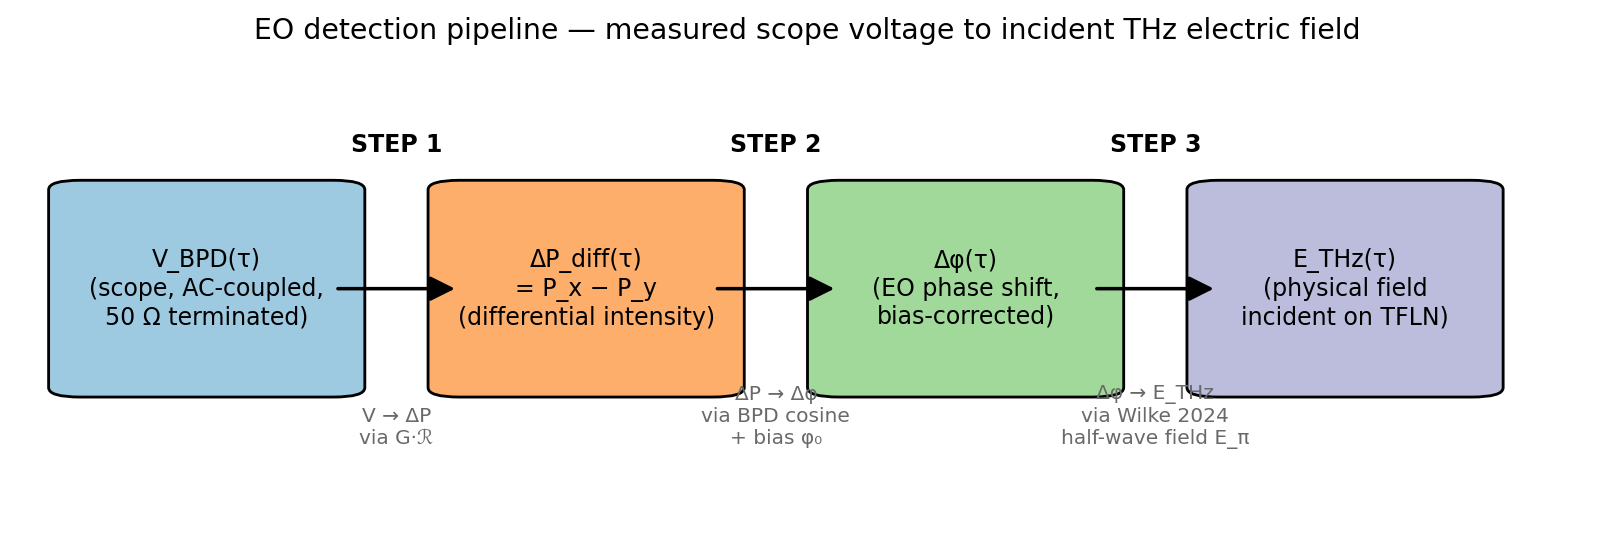 EO detection pipeline — measured scope voltage to incident THz electric field
STEP 1
STEP 2
STEP 3
V_BPD(τ)
(scope, AC-coupled,
50 Ω terminated)
ΔP_diff(τ)
= P_x − P_y
(differential intensity)
Δφ(τ)
(EO phase shift,
bias-corrected)
E_THz(τ)
(physical field
incident on TFLN)
V → ΔP
via G·ℛ
ΔP → Δφ
via BPD cosine
+ bias φ₀
Δφ → E_THz
via Wilke 2024
half-wave field E_π